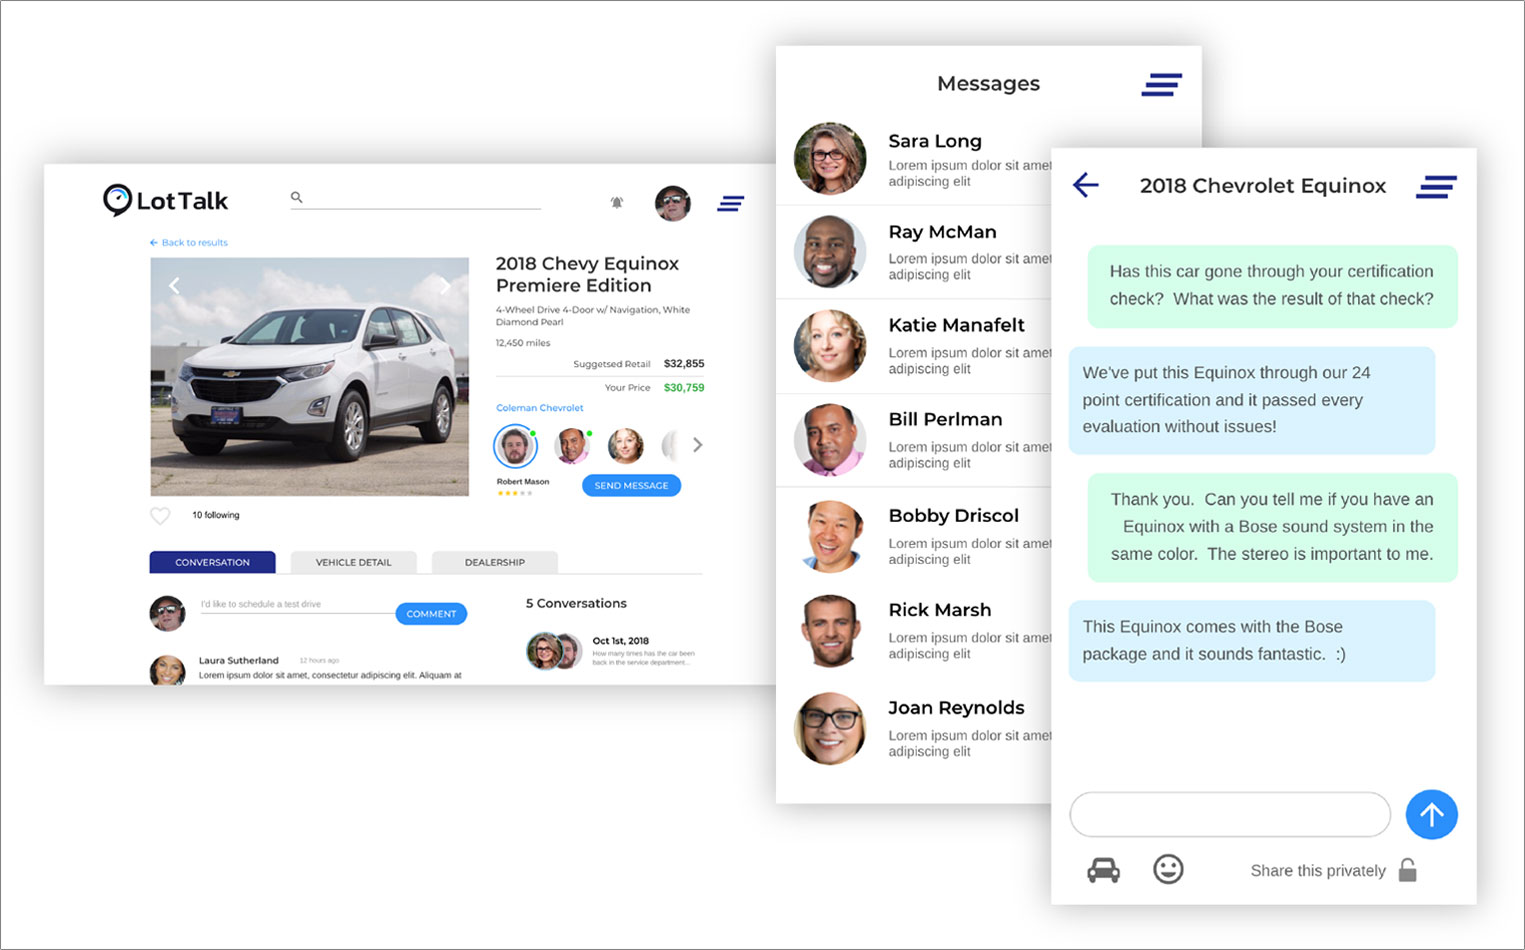 LotTalk
Back to results
2018 Chevy Equinox
Premiere Edition
4-Wheel Drive 4-Door w/ Navigation, White
Diamond Pearl
12,450 miles
Suggetsed Retail $32,855
Your Price $30,759
Coleman Chevrolet
Robert Mason
SEND MESSAGE
10 following
CONVERSATION
VEHICLE DETAIL
DEALERSHIP
I'd like to schedule a test drive
COMMENT
Laura Sutherland 12 hours ago
Lorem ipsum dolor sit amet, consectetur adipiscing elit. Aliquam at
5 Conversations
Oct 1st, 2018
How many times has the car been
back in the service department...
Messages
Sara Long
Lorem ipsum dolor sit amet
adipiscing elit
Ray McMan
Lorem ipsum dolor sit amet
adipiscing elit
Katie Manafelt
Lorem ipsum dolor sit amet
adipiscing elit
Bill Perlman
Lorem ipsum dolor sit amet
adipiscing elit
Bobby Driscol
Lorem ipsum dolor sit amet
adipiscing elit
Rick Marsh
Lorem ipsum dolor sit amet
adipiscing elit
Joan Reynolds
Lorem ipsum dolor sit amet
adipiscing elit
2018 Chevrolet Equinox
Has this car gone through your certification
check? What was the result of that check?
We've put this Equinox through our 24
point certification and it passed every
evaluation without issues!
Thank you. Can you tell me if you have an
Equinox with a Bose sound system in the
same color. The stereo is important to me.
This Equinox comes with the Bose
package and it sounds fantastic. :)
Share this privately